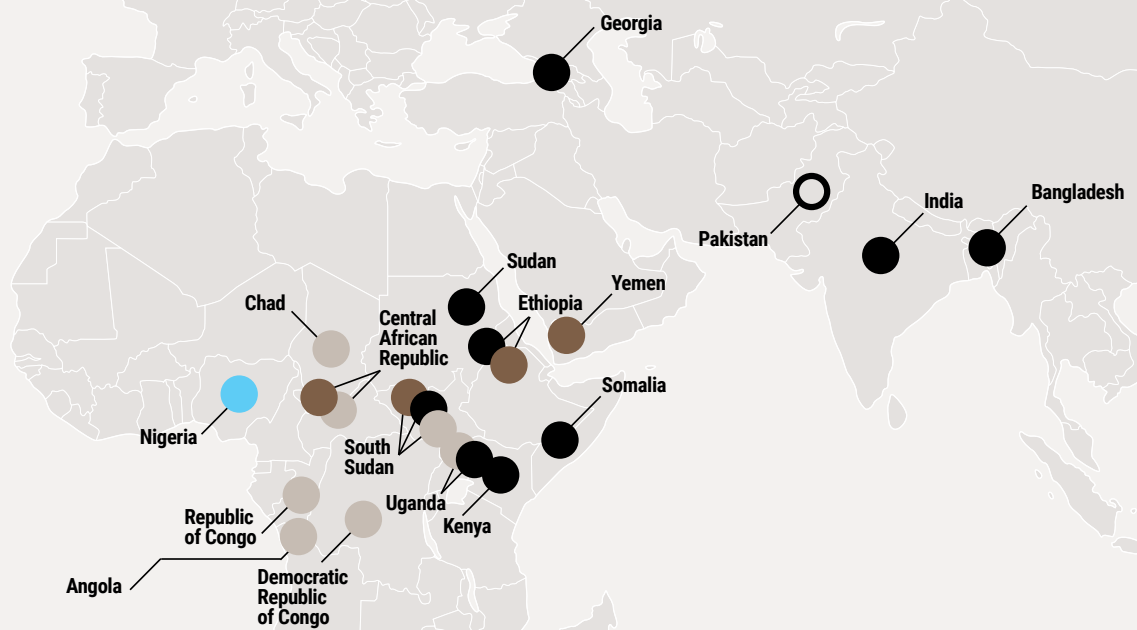 Georgia
Bangladesh
India
Pakistan
Sudan
Yemen
Ethiopia
Chad
Central
African
Republic
Somalia
Nigeria
South
Sudan
Uganda
Kenya
Republic
of Congo
Angola
Democratic
Republic
of Congo